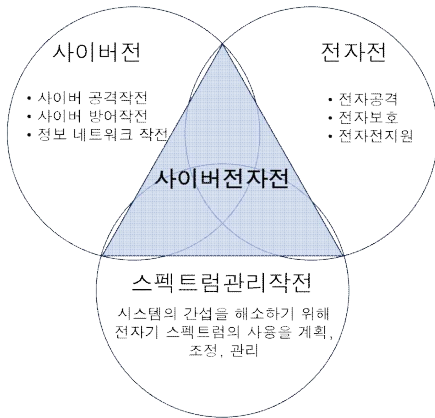 사이버전
• 사이버 공격작전
• 사이버 방어작전
• 정보 네트워크 작전
전자전
• 전자공격
• 전자보호
• 전자전지원
사이버전자전
스펙트럼관리작전
시스템의 간섭을 해소하기 위해
전자기 스펙트럼의 사용을 계획,
조정, 관리